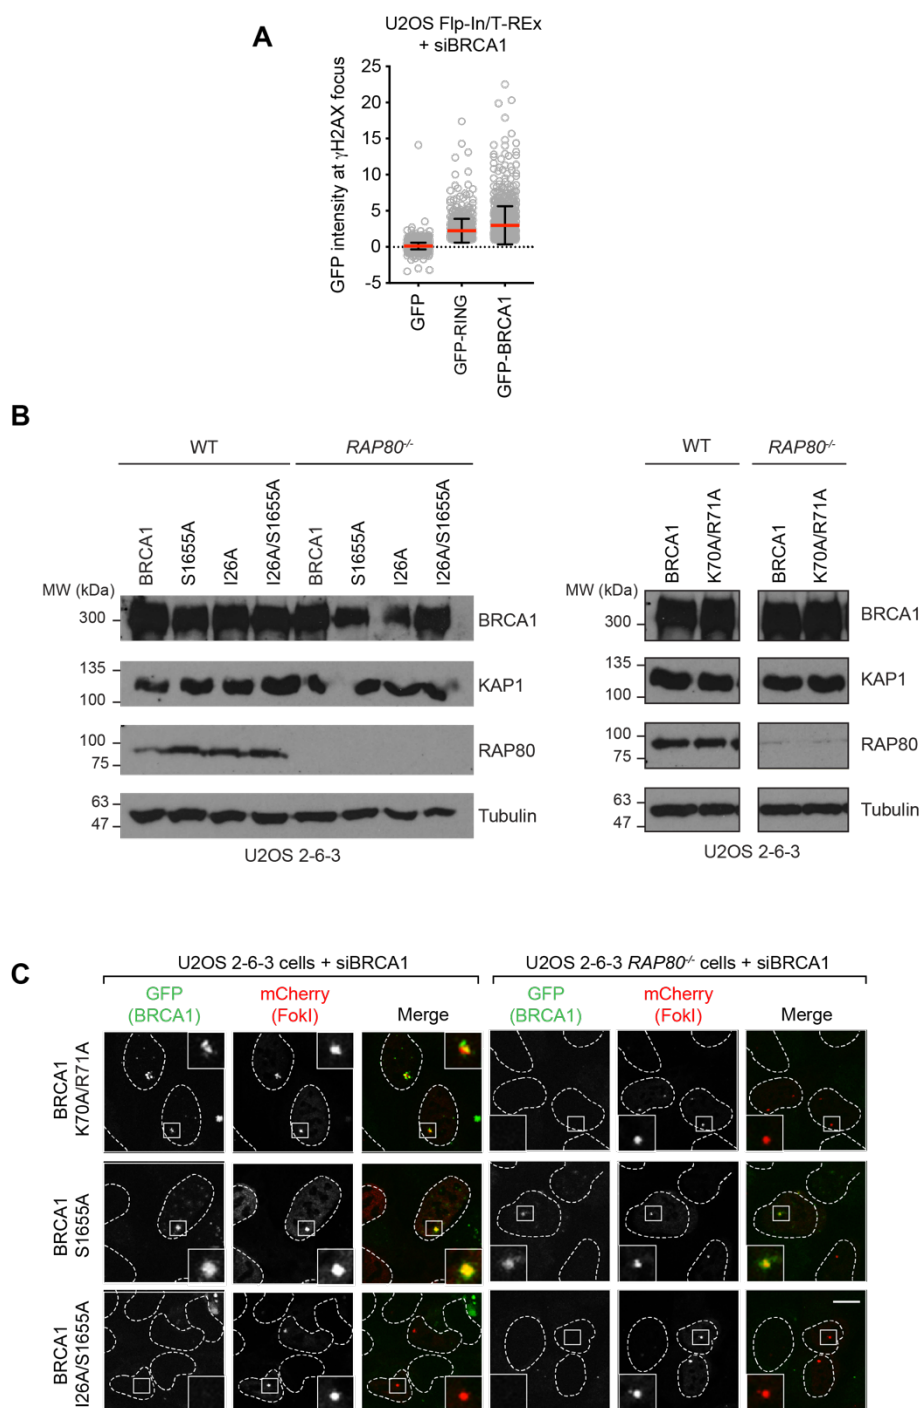 A
U2OS Flp-In/T-REx
+ siBRCA1
GFP intensity at γH2AX focus
25
20
15
10
5
0
-5
GFP
GFP-RING
GFP-BRCA1
B
WT
RAP80-/-
BRCA1
S1655A
I26A
I26A/S1655A
BRCA1
S1655A
I26A
I26A/S1655A
MW (kDa)
300
BRCA1
135
100
KAP1
100
75
RAP80
63
47
Tubulin
U2OS 2-6-3
WT
RAP80-/-
BRCA1
K70A/R71A
BRCA1
K70A/R71A
MW (kDa)
300
BRCA1
135
100
KAP1
100
75
RAP80
63
47
Tubulin
U2OS 2-6-3
C
U2OS 2-6-3 cells + siBRCA1
U2OS 2-6-3 RAP80-/- cells + siBRCA1
GFP
(BRCA1)
mCherry
(FokI)
Merge
GFP
(BRCA1)
mCherry
(FokI)
Merge
BRCA1
K70A/R71A
BRCA1
S1655A
BRCA1
I26A/S1655A